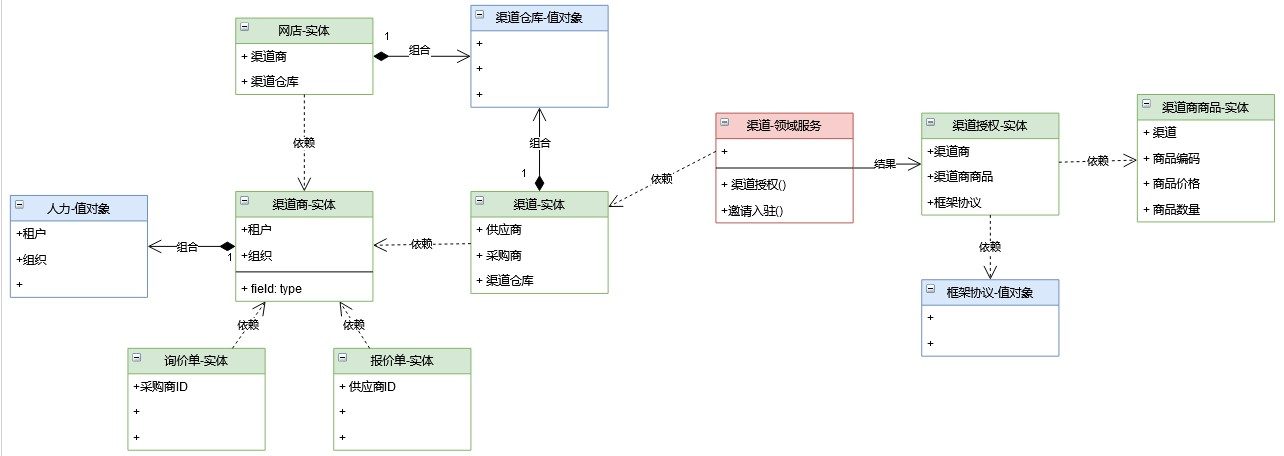 网店-实体
+ 渠道商
+ 渠道仓库
1
组合
渠道仓库-值对象
+
+
+
依赖
组合
1
人力-值对象
+租户
+组织
+
组合
1
渠道商-实体
+租户
+组织
+ field: type
依赖
渠道-实体
+ 供应商
+ 采购商
+ 渠道仓库
依赖
渠道-领域服务
+
+ 渠道授权()
+邀请入驻()
结果
渠道授权-实体
+渠道商
+渠道商商品
+框架协议
依赖
渠道商商品-实体
+ 渠道
+ 商品编码
+ 商品价格
+ 商品数量
依赖
框架协议-值对象
+
+
依赖
依赖
询价单-实体
+采购商ID
+
+
报价单-实体
+ 供应商ID
+
+